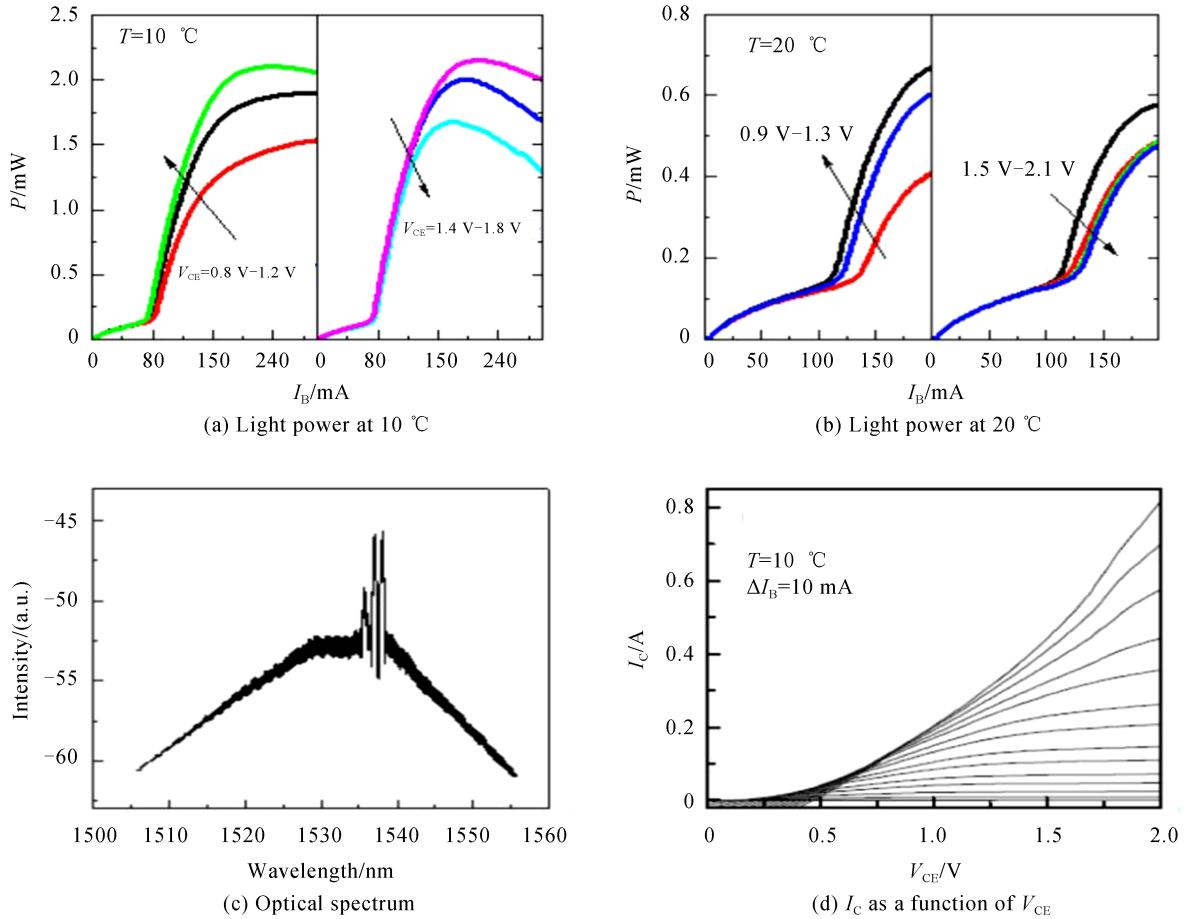 2.5
2.0
1.5
1.0
0.5
0
P/mW
T=10 ℃
V_CE=0.8 V−1.2 V
V_CE=1.4 V−1.8 V
0 80 150 240 0 80 150 240
I_B/mA
(a) Light power at 10 ℃
0.8
0.6
0.4
0.2
0
P/mW
T=20 ℃
0.9 V−1.3 V
1.5 V−2.1 V
0 50 100 150 0 50 100 150
I_B/mA
(b) Light power at 20 ℃
−45
−50
−55
−60
Intensity/(a.u.)
1500 1510 1520 1530 1540 1550 1560
Wavelength/nm
(c) Optical spectrum
0.8
0.6
0.4
0.2
0
I_C/A
T=10 ℃
ΔI_B=10 mA
0 0.5 1.0 1.5 2.0
V_CE/V
(d) I_C as a function of V_CE